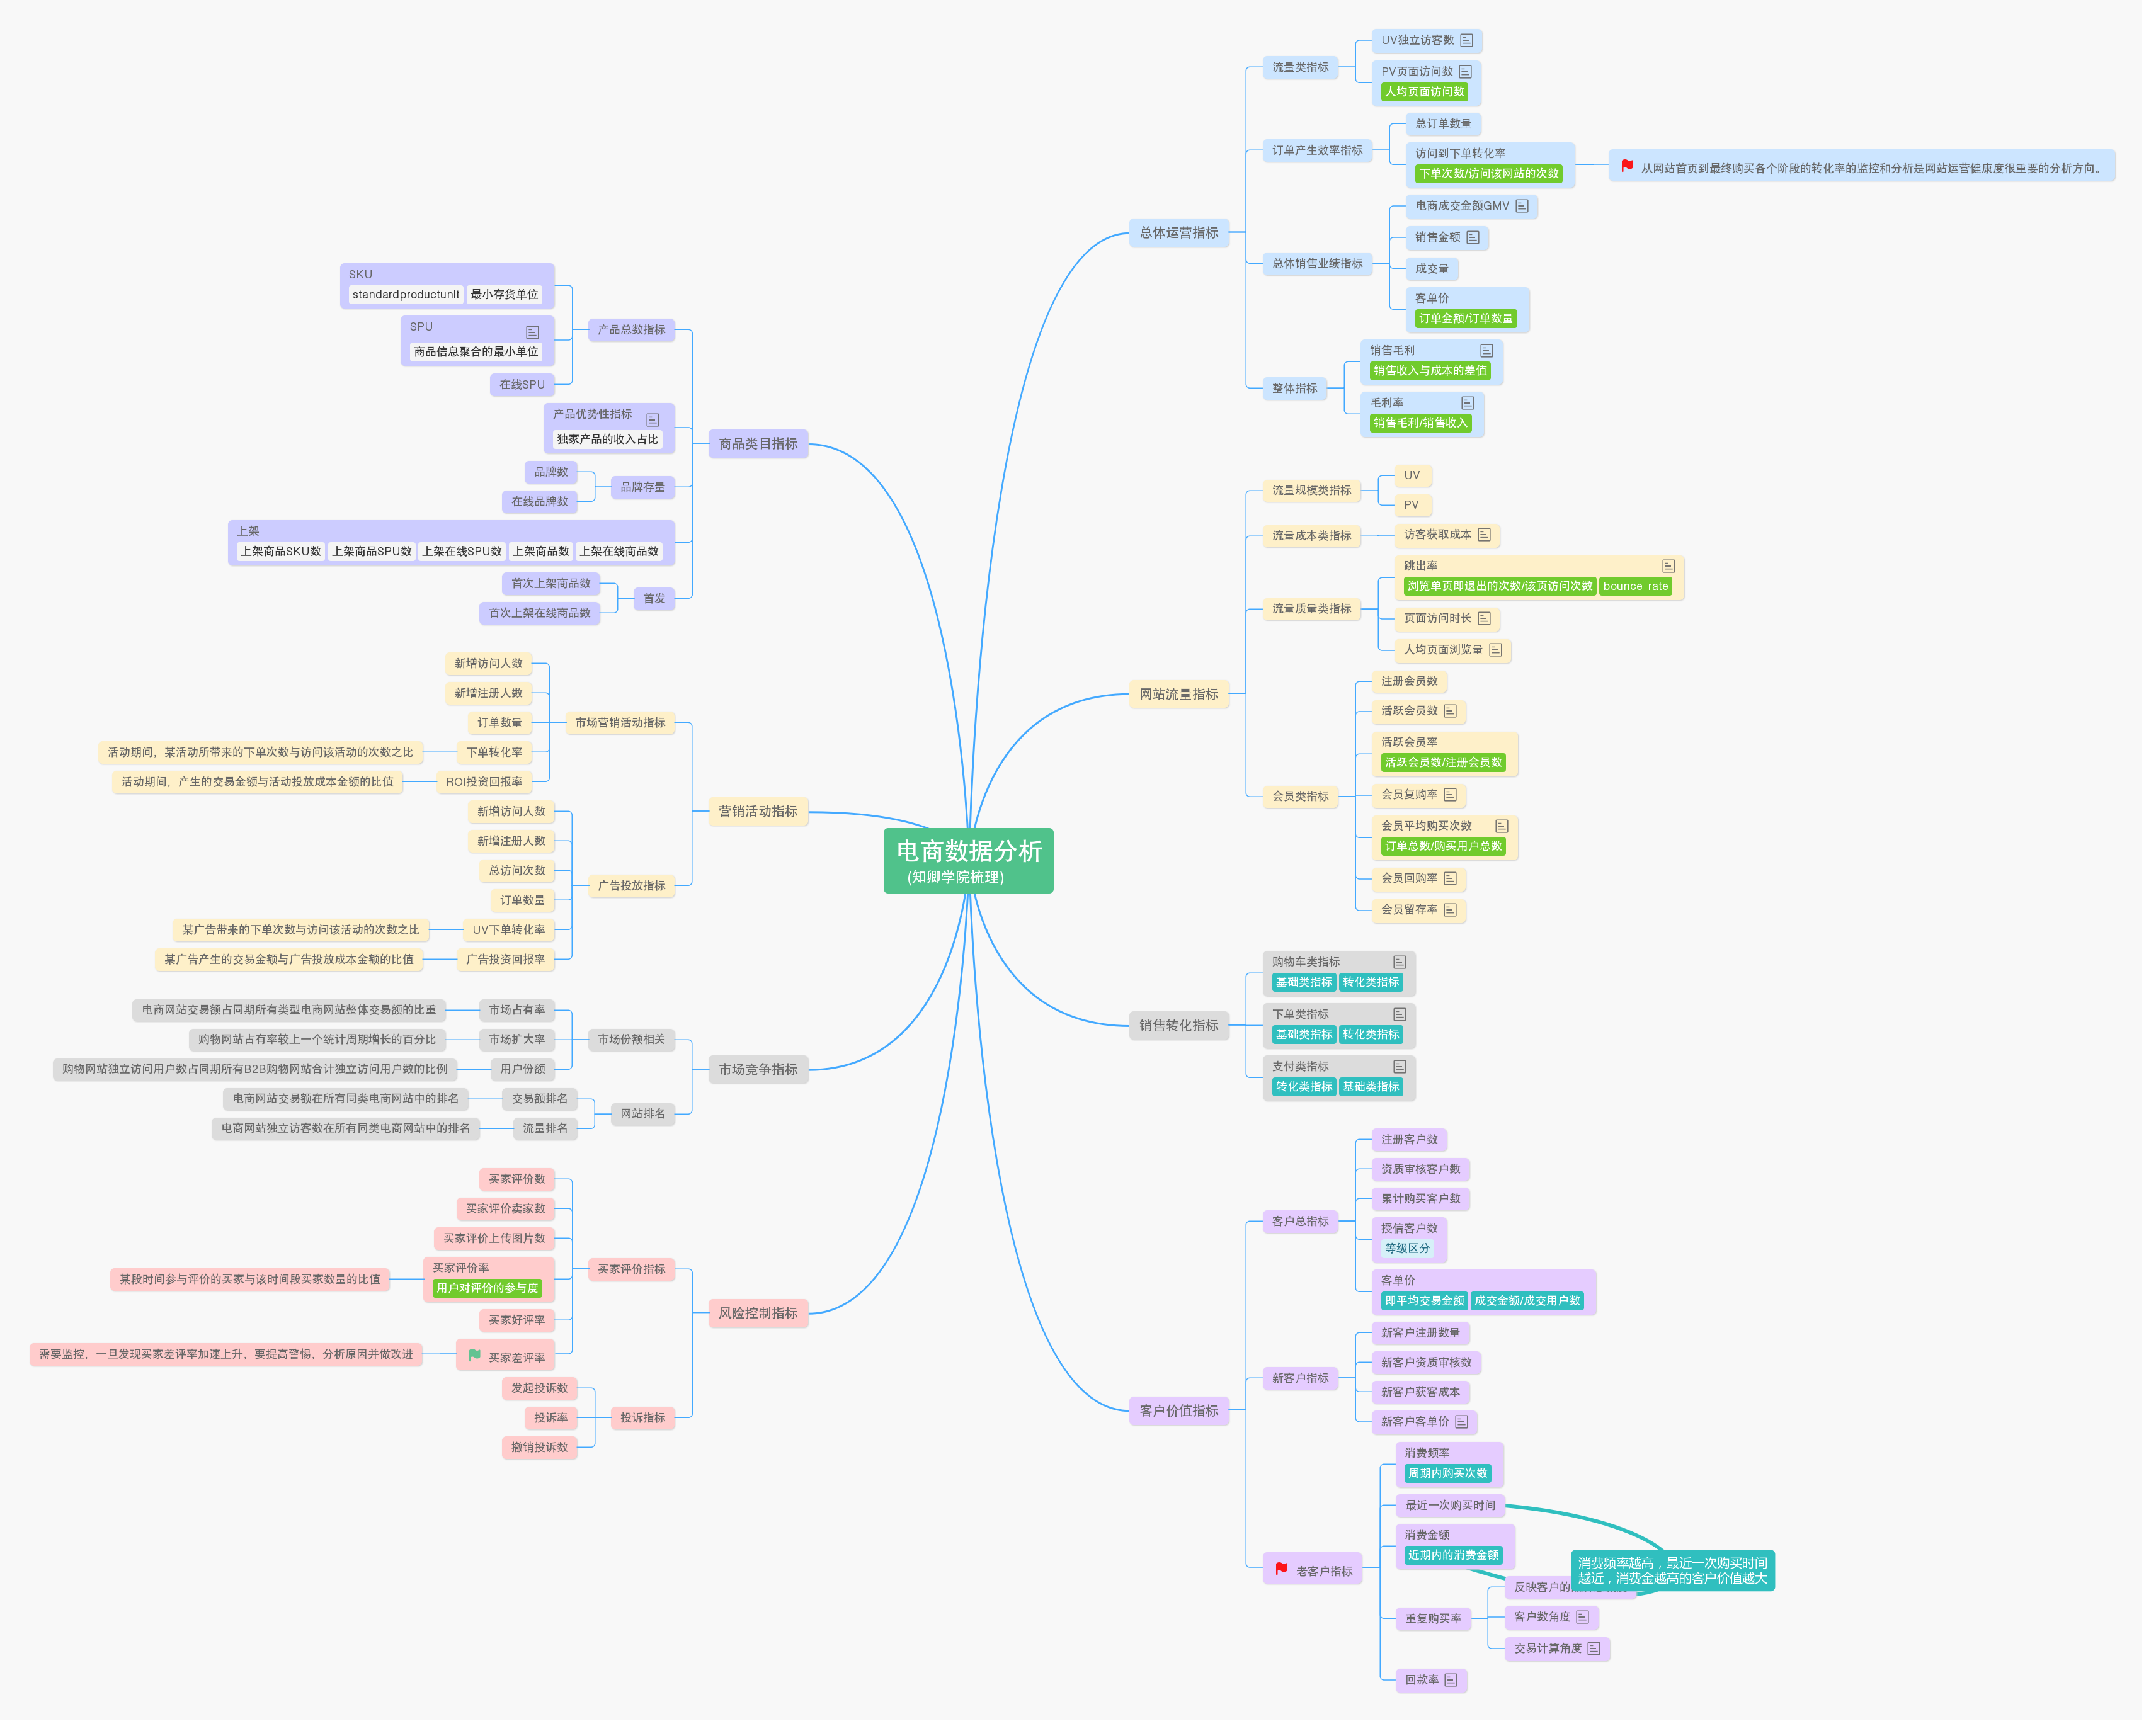 电商数据分析
(知卿学院梳理)
总体运营指标
流量类指标
UV独立访客数
PV页面访问数
人均页面访问数
订单产生效率指标
总订单数量
访问到下单转化率
下单次数/访问该网站的次数
从网站首页到最终购买各个阶段的转化率的监控和分析是网站运营健康度很重要的分析方向。
总体销售业绩指标
电商成交金额GMV
销售金额
成交量
客单价
订单金额/订单数量
整体指标
销售毛利
销售收入与成本的差值
毛利率
销售毛利/销售收入
网站流量指标
流量规模类指标
UV
PV
流量成本类指标
访客获取成本
流量质量类指标
跳出率
浏览单页即退出的次数/该页访问次数 bounce rate
页面访问时长
人均页面浏览量
会员类指标
注册会员数
活跃会员数
活跃会员率
活跃会员数/注册会员数
会员复购率
会员平均购买次数
订单总数/购买用户总数
会员回购率
会员留存率
销售转化指标
购物车类指标
基础类指标 转化类指标
下单类指标
基础类指标 转化类指标
支付类指标
转化类指标 基础类指标
客户价值指标
客户总指标
注册客户数
资质审核客户数
累计购买客户数
授信客户数
等级区分
客单价
即平均交易金额 成交金额/成交用户数
新客户指标
新客户注册数量
新客户资质审核数
新客户获客成本
新客户客单价
老客户指标
消费频率
周期内购买次数
最近一次购买时间
消费金额
近期内的消费金额
消费频率越高，最近一次购买时间
越近，消费金越高的客户价值越大
重复购买率
反映客户的
客户数角度
交易计算角度
回款率
商品类目指标
产品总数指标
SKU
standardproductunit 最小存货单位
SPU
商品信息聚合的最小单位
在线SPU
产品优势性指标
独家产品的收入占比
品牌存量
品牌数
在线品牌数
上架
上架商品SKU数 上架商品SPU数 上架在线SPU数 上架商品数 上架在线商品数
首发
首次上架商品数
首次上架在线商品数
营销活动指标
市场营销活动指标
新增访问人数
新增注册人数
订单数量
下单转化率
活动期间，某活动所带来的下单次数与访问该活动的次数之比
ROI投资回报率
活动期间，产生的交易金额与活动投放成本金额的比值
广告投放指标
新增访问人数
新增注册人数
总访问次数
订单数量
UV下单转化率
某广告带来的下单次数与访问该活动的次数之比
广告投资回报率
某广告产生的交易金额与广告投放成本金额的比值
市场竞争指标
市场份额相关
市场占有率
电商网站交易额占同期所有类型电商网站整体交易额的比重
市场扩大率
购物网站占有率较上一个统计周期增长的百分比
用户份额
购物网站独立访问用户数占同期所有B2B购物网站合计独立访问用户数的比例
网站排名
交易额排名
电商网站交易额在所有同类电商网站中的排名
流量排名
电商网站独立访客数在所有同类电商网站中的排名
风险控制指标
买家评价指标
买家评价数
买家评价卖家数
买家评价上传图片数
买家评价率
用户对评价的参与度
某段时间参与评价的买家与该时间段买家数量的比值
买家好评率
买家差评率
需要监控，一旦发现买家差评率加速上升，要提高警惕，分析原因并做改进
投诉指标
发起投诉数
投诉率
撤销投诉数